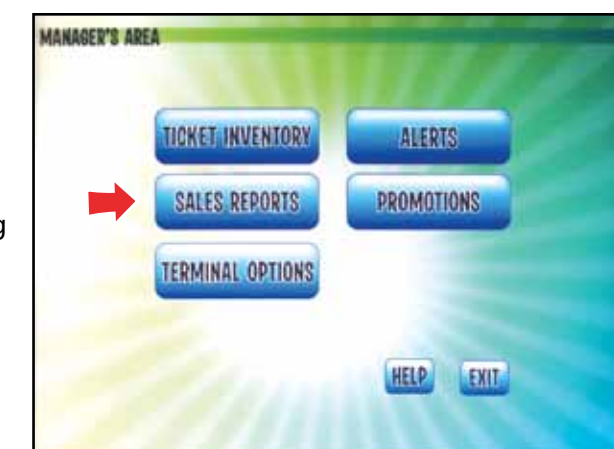 MANAGER'S AREA
TICKET INVENTORY
ALERTS
SALES REPORTS
PROMOTIONS
g
TERMINAL OPTIONS
HELP
EXIT